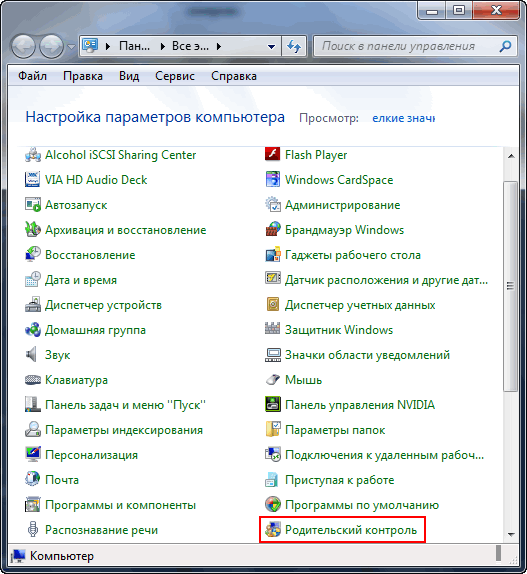 Пан... Все э... Поиск в панели управления
Файл Правка Вид Сервис Справка
Настройка параметров компьютера Просмотр: елкие значк
Alcohol iSCSI Sharing Center Flash Player
VIA HD Audio Deck Windows CardSpace
Автозапуск Администрирование
Архивация и восстановление Брандмауэр Windows
Восстановление Гаджеты рабочего стола
Дата и время Датчик расположения и другие дат...
Диспетчер устройств Диспетчер учетных данных
Домашняя группа Защитник Windows
Звук Значки области уведомлений
Клавиатура Мышь
Панель задач и меню "Пуск" Панель управления NVIDIA
Параметры индексирования Параметры папок
Персонализация Подключения к удаленным рабоч...
Почта Приступая к работе
Программы и компоненты Программы по умолчанию
Распознавание речи Родительский контроль
Компьютер